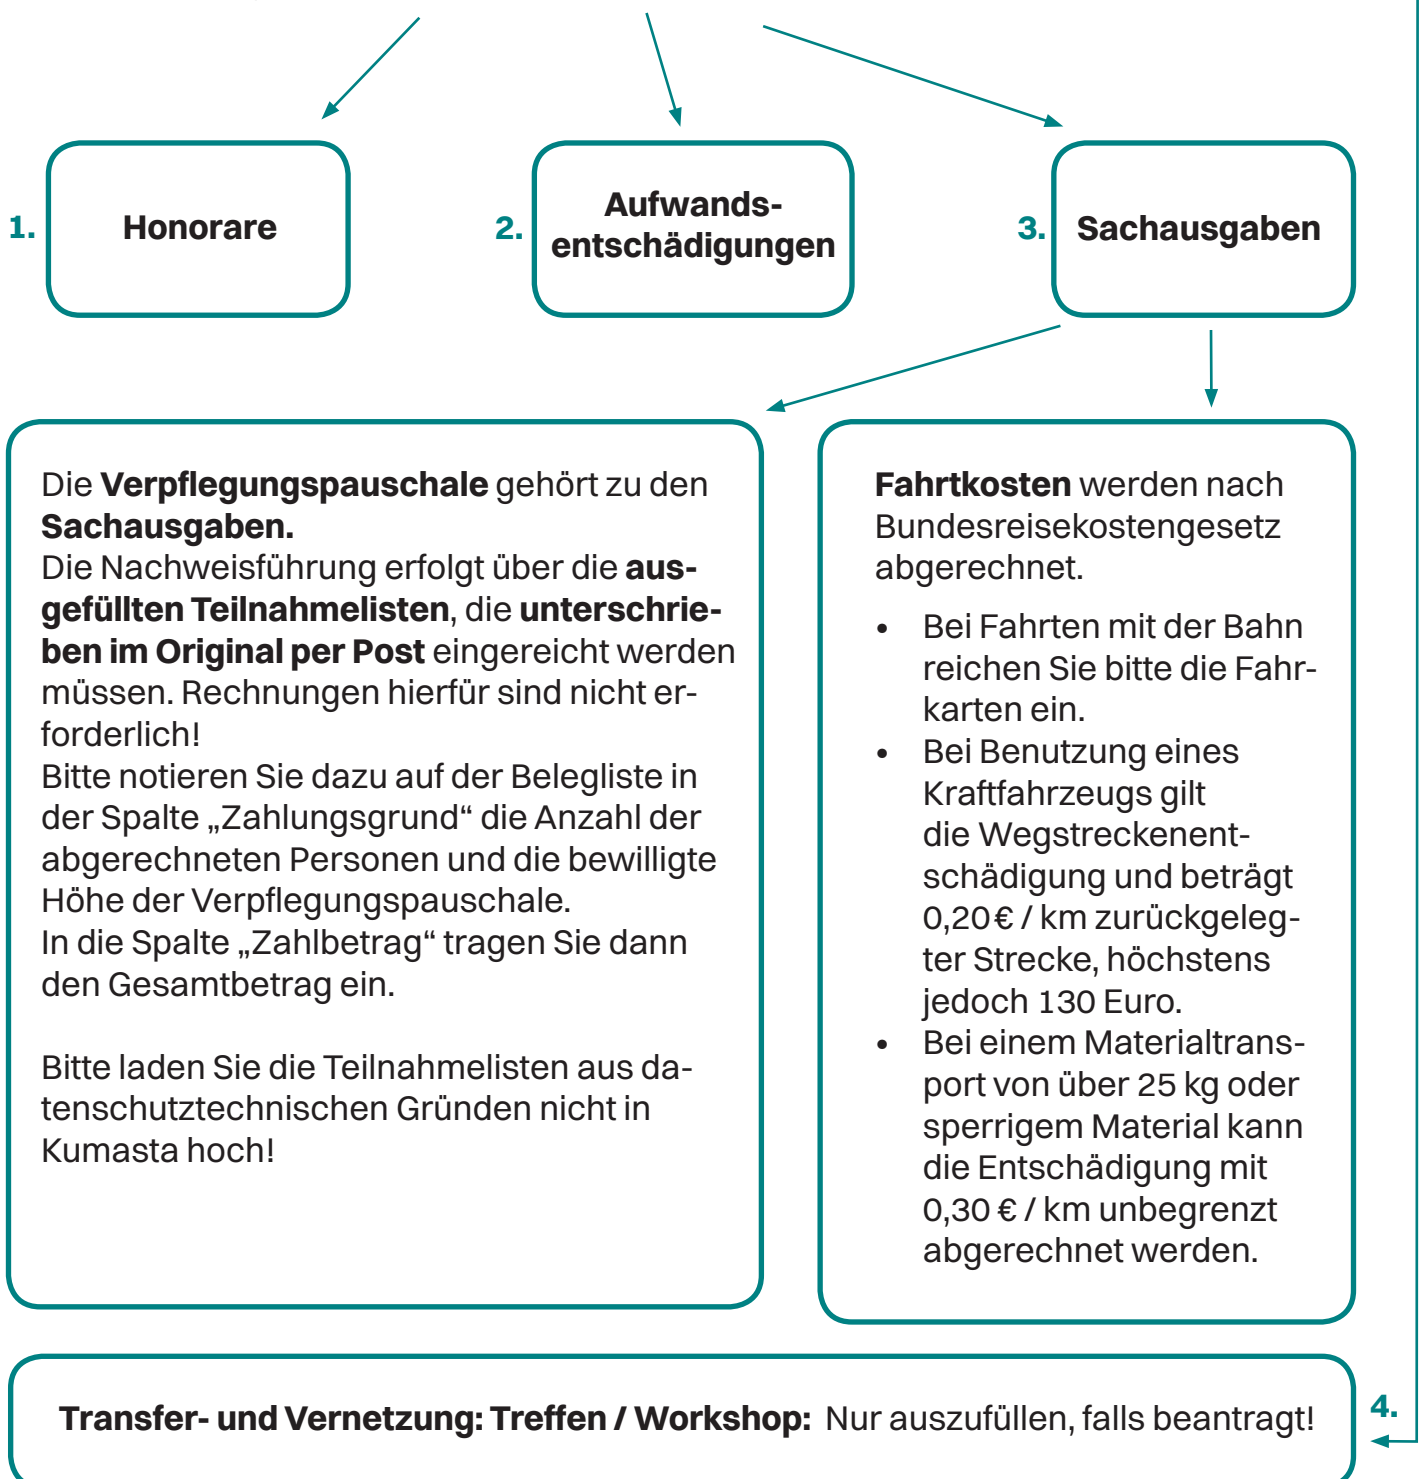 1.
Honorare
2.
Aufwands-
entschädigungen
3.
Sachausgaben
Die Verpflegungspauschale gehört zu den
Sachausgaben.
Die Nachweisführung erfolgt über die aus-
gefüllten Teilnahmelisten, die unterschrie-
ben im Original per Post eingereicht werden
müssen. Rechnungen hierfür sind nicht er-
forderlich!
Bitte notieren Sie dazu auf der Belegliste in
der Spalte „Zahlungsgrund“ die Anzahl der
abgerechneten Personen und die bewilligte
Höhe der Verpflegungspauschale.
In die Spalte „Zahlbetrag“ tragen Sie dann
den Gesamtbetrag ein.
Bitte laden Sie die Teilnahmelisten aus da-
tenschutztechnischen Gründen nicht in
Kumasta hoch!
Fahrtkosten werden nach
Bundesreisekostengesetz
abgerechnet.
• Bei Fahrten mit der Bahn
reichen Sie bitte die Fahr-
karten ein.
• Bei Benutzung eines
Kraftfahrzeugs gilt
die Wegstreckenent-
schädigung und beträgt
0,20 € / km zurückgeleg-
ter Strecke, höchstens
jedoch 130 Euro.
• Bei einem Materialtrans-
port von über 25 kg oder
sperrigem Material kann
die Entschädigung mit
0,30 € / km unbegrenzt
abgerechnet werden.
Transfer- und Vernetzung: Treffen / Workshop: Nur auszufüllen, falls beantragt!
4.